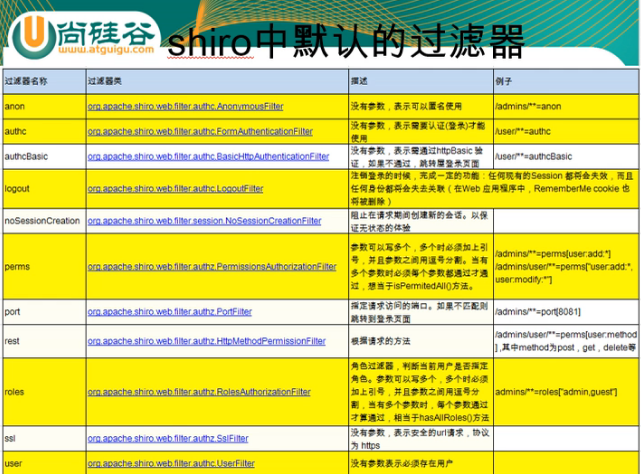 尚硅谷
www.atguigu.com
shiro中默认的过滤器
过滤器名称 过滤器类 描述 例子
anon org.apache.shiro.web.filter.authc.AnonymousFilter 没有参数，表示可以匿名使用 /admins/**=anon
authc org.apache.shiro.web.filter.authc.FormAuthenticationFilter 没有参数，表示需要认证(登录)才能
使用 /user/**=authc
authcBasic org.apache.shiro.web.filter.authc.BasicHttpAuthenticationFilter 没有参数，表示需通过httpBasic 验
证，如果不通过，跳转屋登录页面 /user/**=authcBasic
logout org.apache.shiro.web.filter.authc.LogoutFilter 注销登录的时候，完成一定的功能：任何现有的Session 都将会失效，而且
任何身份都将会失去关联（在Web 应用程序中，RememberMe cookie 也
将被删除）
noSessionCreation org.apache.shiro.web.filter.session.NoSessionCreationFilter 阻止在请求期间创建新的会话。以保
证无状态的体验
perms org.apache.shiro.web.filter.authz.PermissionsAuthorizationFilter 参数可以写多个，多个时必须加上引
号，并且参数之间用逗号分割。当有
多个参数时必须每个参数都通过才通
过，想当于isPermitedAll()方法。
/admins/**=perms[user:add:*]
/admins/user/**=perms["user:add:*,
user:modify:*"]
port org.apache.shiro.web.filter.authz.PortFilter 指定请求访问的端口。如果不匹配则
跳转到登录页面 /admins/**=port[8081]
rest org.apache.shiro.web.filter.authz.HttpMethodPermissionFilter 根据请求的方法 /admins/user/**=perms[user:method
] ,其中method为post，get，delete等
roles org.apache.shiro.web.filter.authz.RolesAuthorizationFilter 角色过滤器，判断当前用户是否指定
角色。参数可以写多个，多个时必须
加上引号，并且参数之间用逗号分
割，当有多个参数时，每个参数通过
才算通过，相当于hasAllRoles()方法
admins/**=roles["admin,guest"]
ssl org.apache.shiro.web.filter.authz.SslFilter 没有参数，表示安全的url请求，协议
为 https
user org.apache.shiro.web.filter.authc.UserFilter 没有参数表示必须存在用户